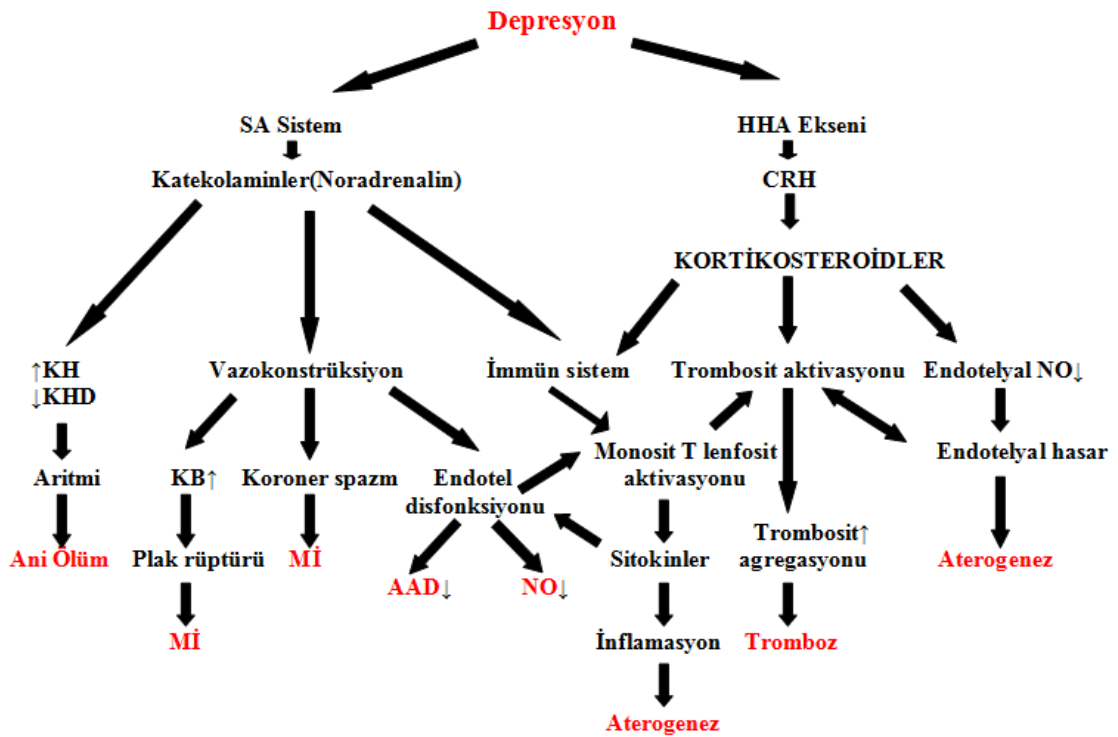 Depresyon
SA Sistem
HHA Ekseni
Katekolaminler(Noradrenalin)
CRH
KORTİKOSTEROİDLER
↑KH
↓KHD
Vazokonstrüksiyon
İmmün sistem
Trombosit aktivasyonu
Endotelyal NO↓
Aritmi
KB↑
Koroner spazm
Endotel
disfonksiyonu
Monosit T lenfosit
aktivasyonu
Endotelyal hasar
Ani Ölüm
Plak rüptürü
Mİ
AAD↓
NO↓
Sitokinler
Trombosit↑
agregasyonu
Aterogenez
Mİ
İnflamasyon
Tromboz
Aterogenez